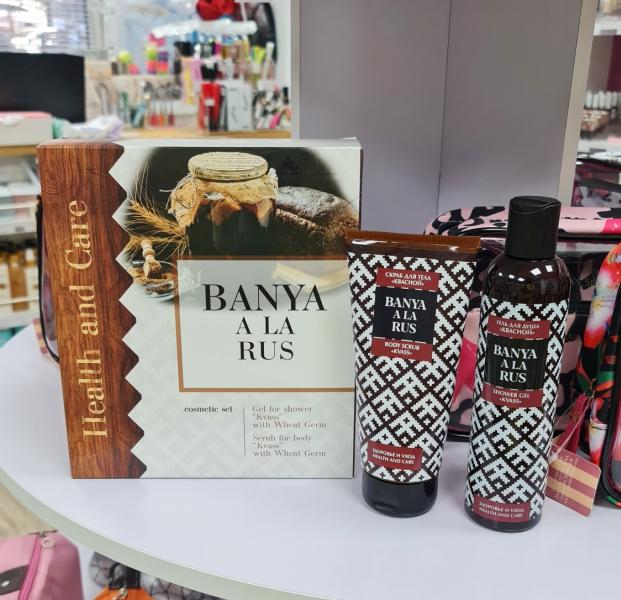 Health and Care
BANYA
A LA
RUS
cosmetic set
Gel for shower
"Kvass"
with Wheat Germ
Scrub for body
"Kvass"
with Wheat Germ
СКРАБ ДЛЯ ТЕЛА
«КВАСНОЙ»
BANYA
A LA
RUS
BODY SCRUB
«KVASS»
ЗДОРОВЬЕ И УХОД
HEALTH AND CARE
ГЕЛЬ ДЛЯ ДУША
«КВАСНОЙ»
BANYA
A LA
RUS
SHOWER GEL
«KVASS»
ЗДОРОВЬЕ И УХОД
HEALTH AND CARE